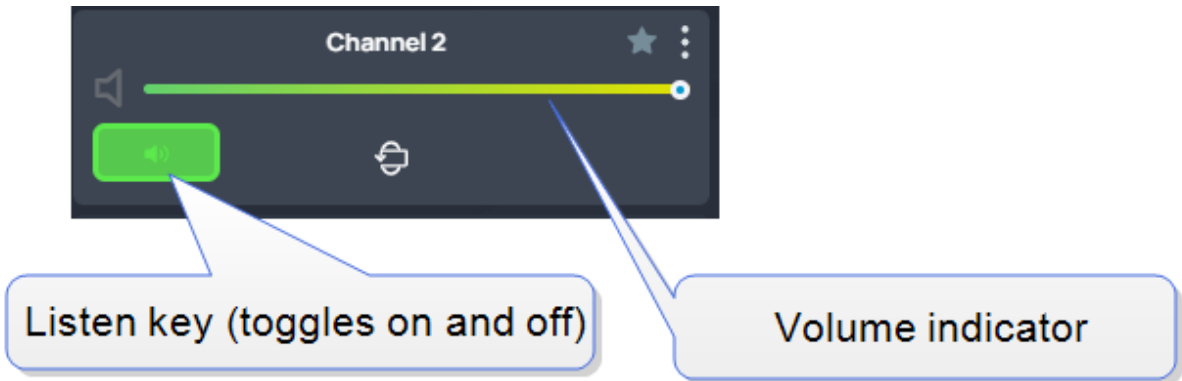 Channel 2
Listen key (toggles on and off)
Volume indicator